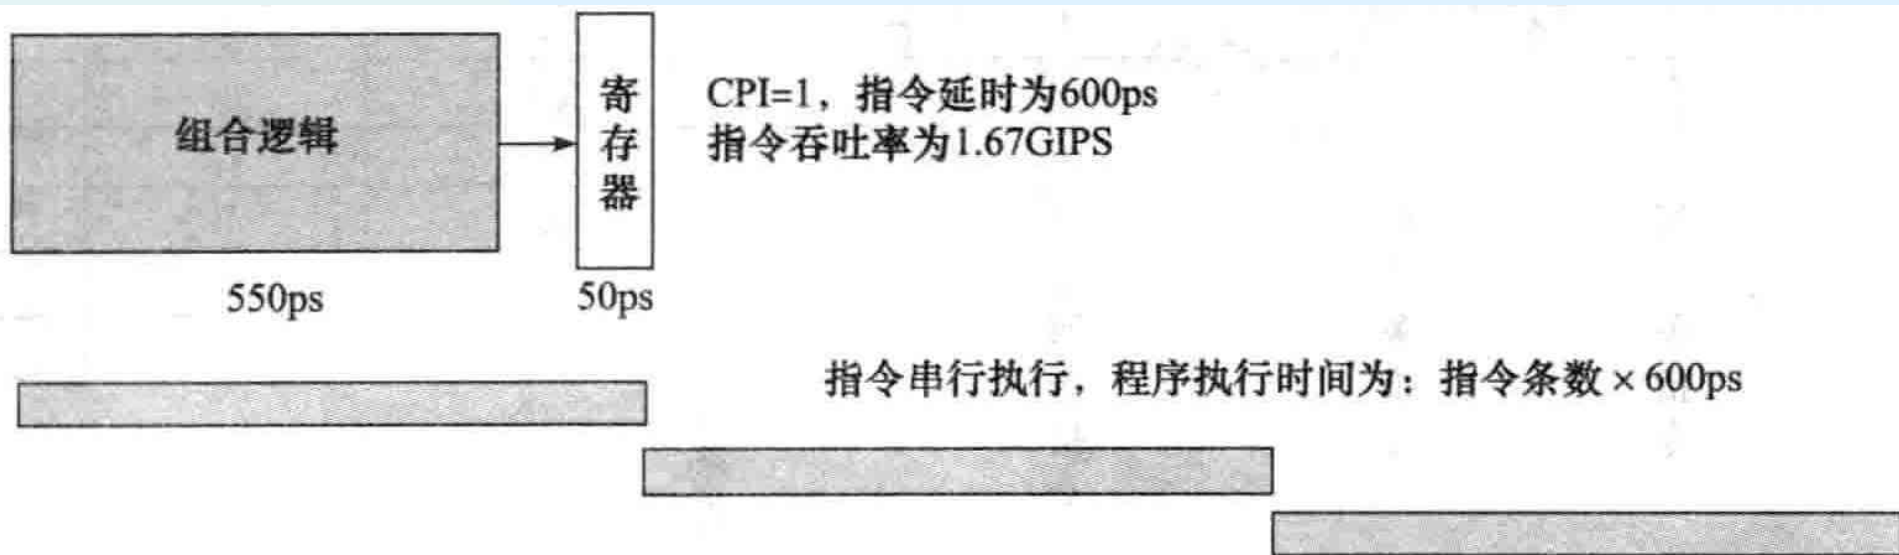 组合逻辑
寄存器
CPI=1，指令延时为600ps
指令吞吐率为1.67GIPS
550ps
50ps
指令串行执行，程序执行时间为：指令条数×600ps